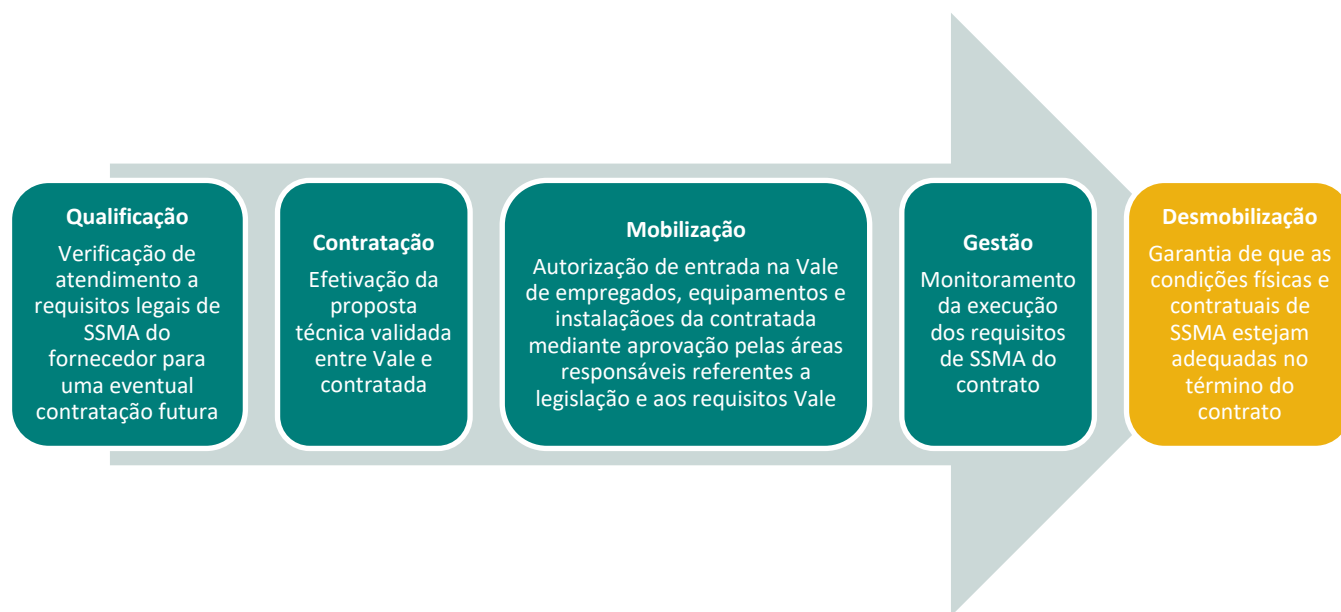 Qualificação
Verificação de
atendimento a
requisitos legais de
SSMA do
fornecedor para
uma eventual
contratação futura
Contratação
Efetivação da
proposta
técnica validada
entre Vale e
contratada
Mobilização
Autorização de entrada na Vale
de empregados, equipamentos e
instalaçãoes da contratada
mediante aprovação pelas áreas
responsáveis referentes a
legislação e aos requisitos Vale
Gestão
Monitoramento
da execução
dos requisitos
de SSMA do
contrato
Desmobilização
Garantia de que as
condições físicas e
contratuais de
SSMA estejam
adequadas no
término do
contrato